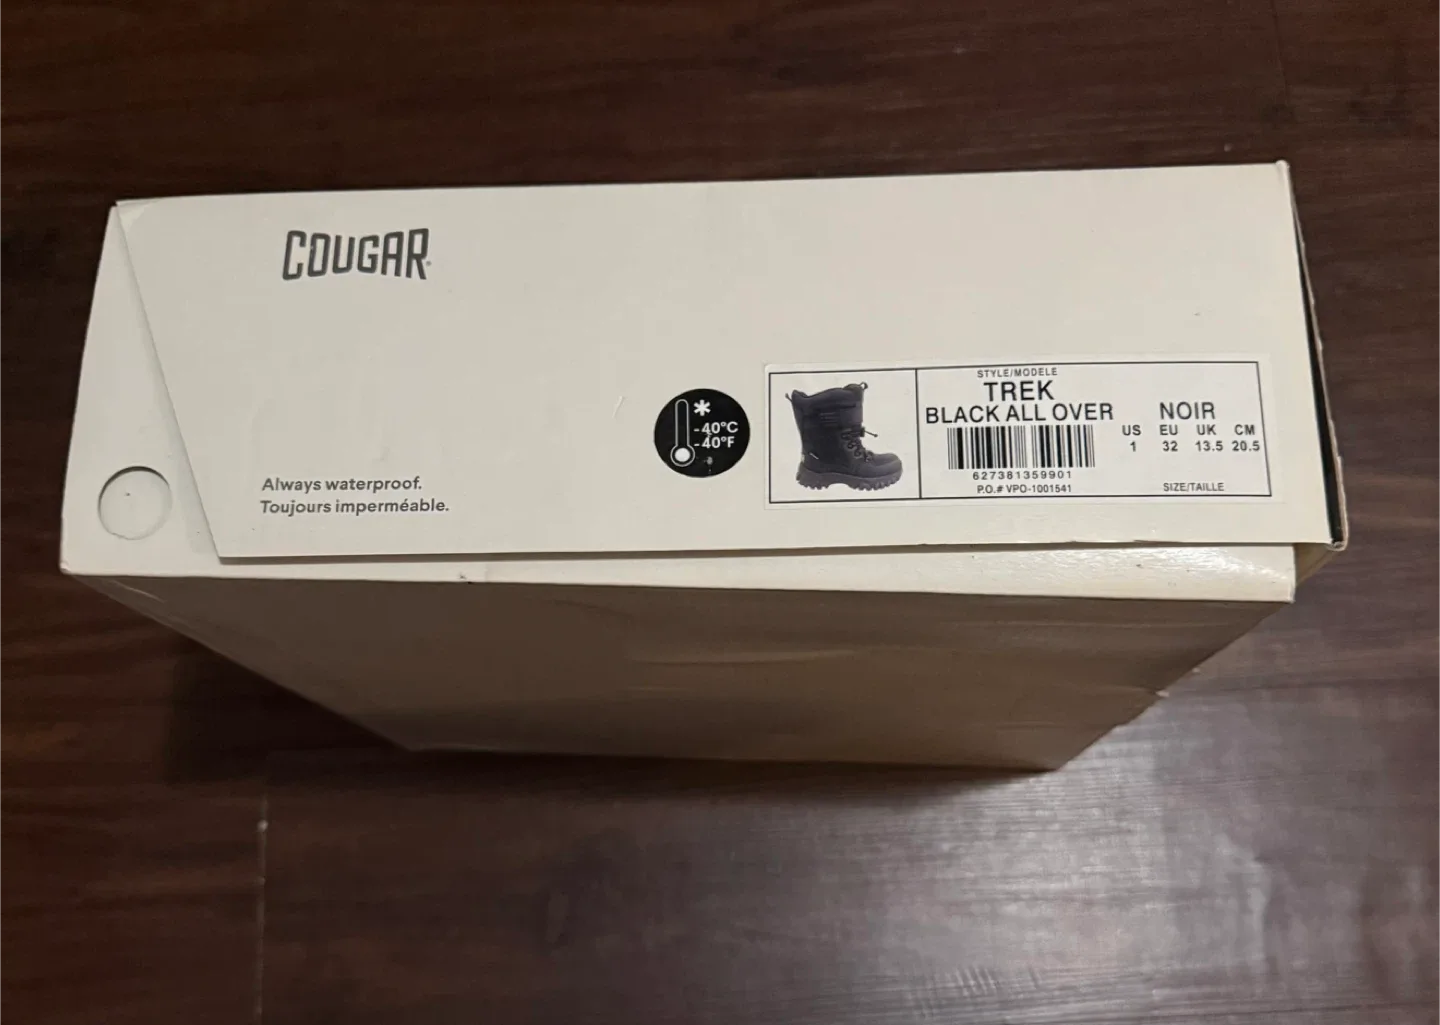 COUGAR
Always waterproof.
Toujours imperméable.
-40°C
-40°F
STYLE/MODELE
TREK
BLACK ALL OVER NOIR
US EU UK CM
1 32 13.5 20.5
627381359901
P.O.# VPO-1001541
SIZE/TAILLE